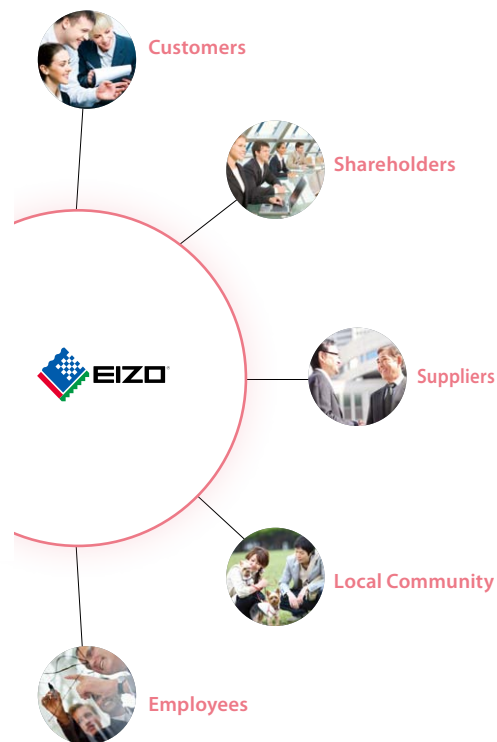 Customers
Shareholders
EIZO
Suppliers
Local Community
Employees